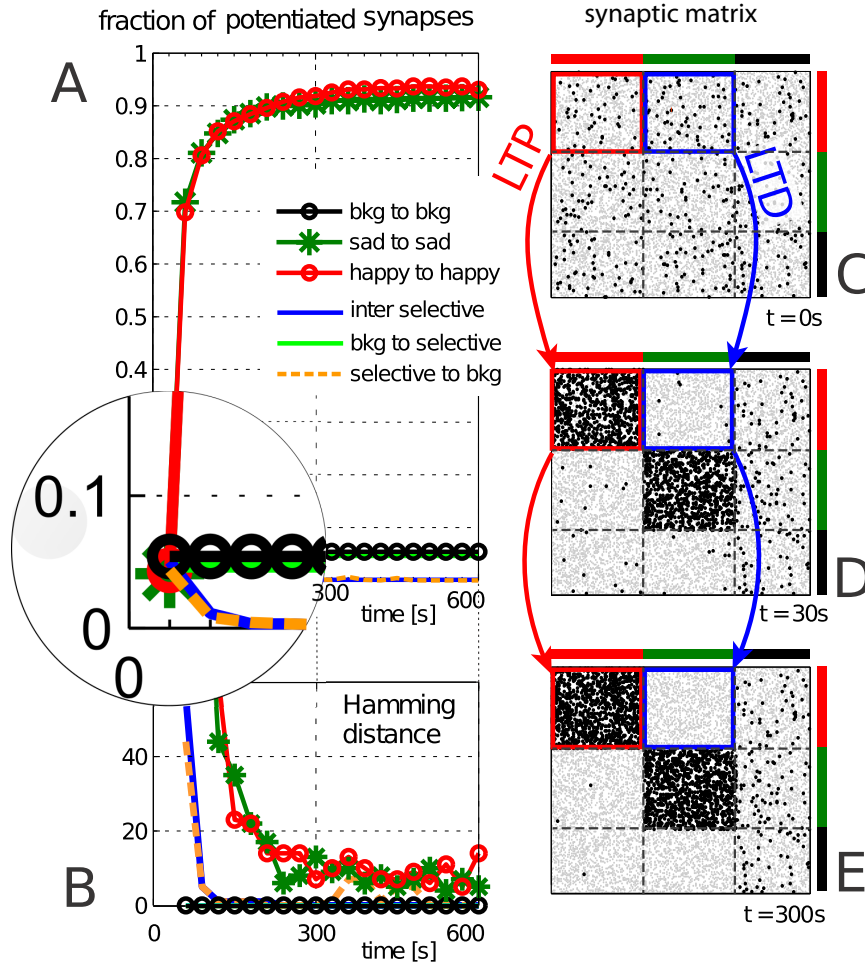 fraction of potentiated synapses
synaptic matrix
A
1
0.9
0.8
0.7
0.6
0.5
0.4
bkg to bkg
sad to sad
happy to happy
inter selective
bkg to selective
selective to bkg
0.1
0
0
300
600
time [s]
B
Hamming
distance
40
20
0
0
300
600
time [s]
LTP
LTD
C
t = 0s
D
t = 30s
E
t = 300s